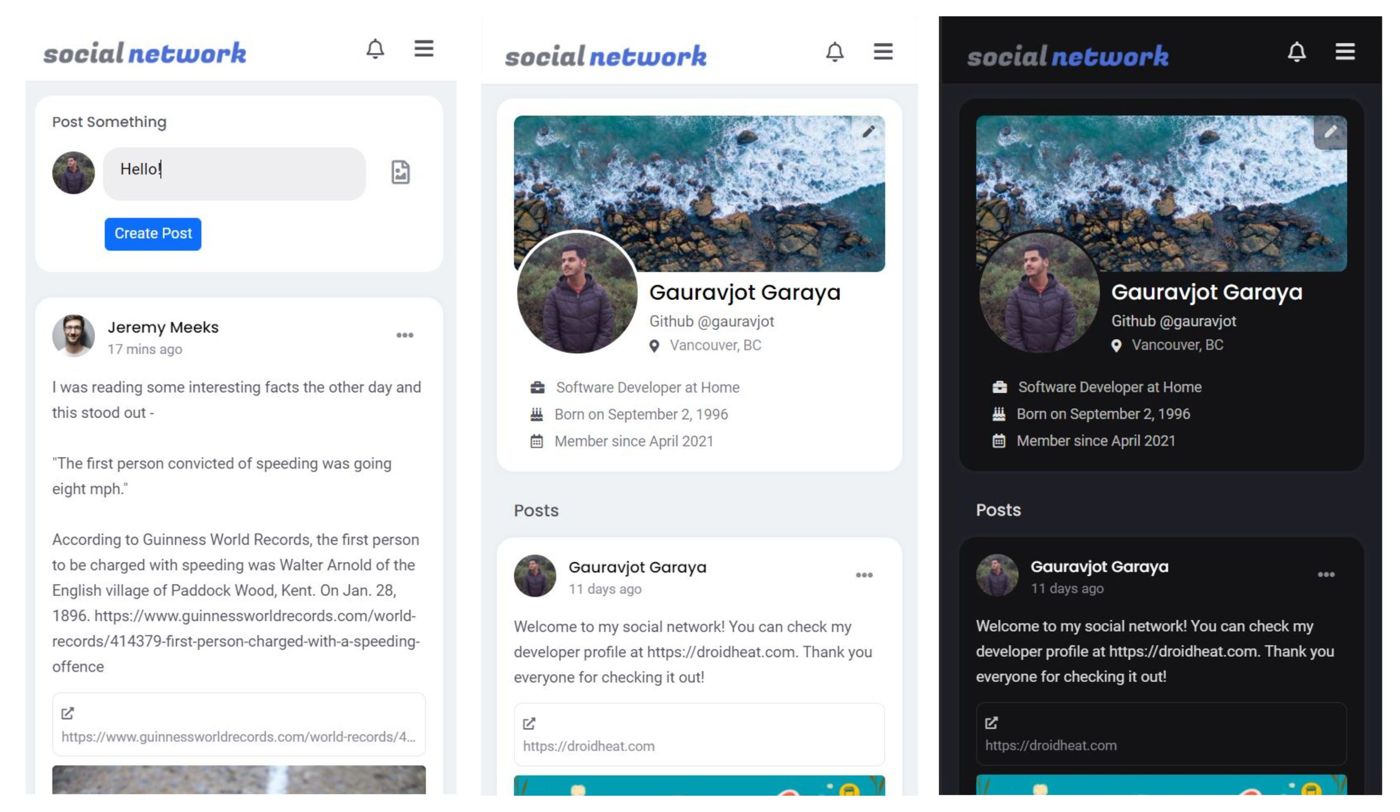 social network
Post Something
Hello!
Create Post
Jeremy Meeks
17 mins ago
I was reading some interesting facts the other day and
this stood out -
"The first person convicted of speeding was going
eight mph."
According to Guinness World Records, the first person
to be charged with speeding was Walter Arnold of the
English village of Paddock Wood, Kent. On Jan. 28,
1896. https://www.guinnessworldrecords.com/world-
records/414379-first-person-charged-with-a-speeding-
offence
https://www.guinnessworldrecords.com/world-records/4...
social network
Gauravjot Garaya
Github @gauravjot
Vancouver, BC
Software Developer at Home
Born on September 2, 1996
Member since April 2021
Posts
Gauravjot Garaya
11 days ago
Welcome to my social network! You can check my
developer profile at https://droidheat.com. Thank you
everyone for checking it out!
https://droidheat.com
social network
Gauravjot Garaya
Github @gauravjot
Vancouver, BC
Software Developer at Home
Born on September 2, 1996
Member since April 2021
Posts
Gauravjot Garaya
11 days ago
Welcome to my social network! You can check my
developer profile at https://droidheat.com. Thank you
everyone for checking it out!
https://droidheat.com